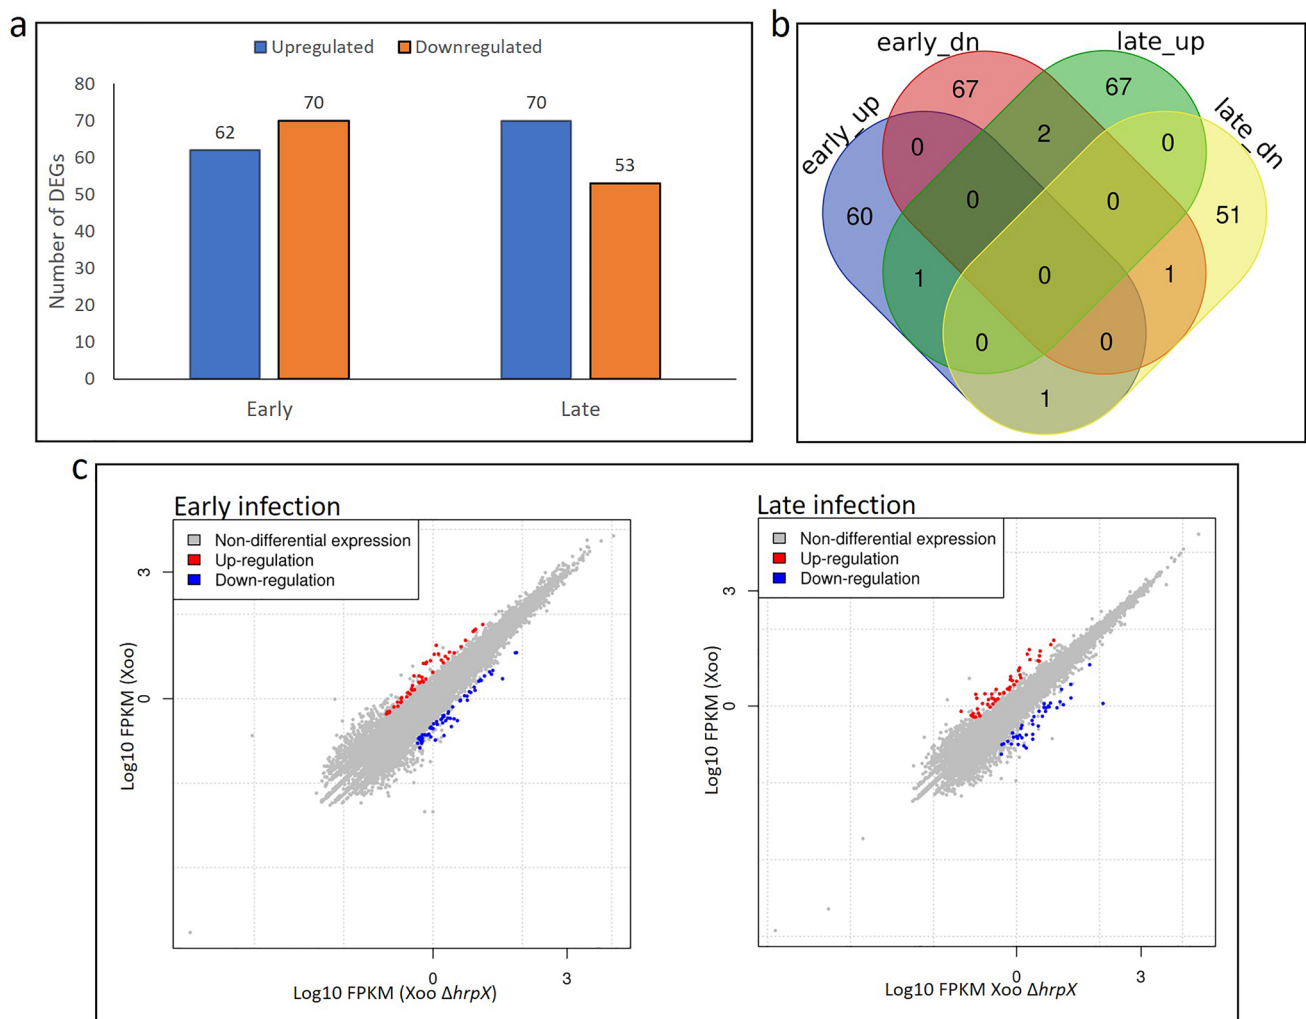 a
Upregulated Downregulated
80
70
60
50
40
30
20
10
0
Number of DEGs
62
70
70
53
Early Late
b
early_dn late_up
early_up late_dn
67 67
0 2 0
60 0 0 51
1 0 1
0 0
1
c
Early infection
Non-differential expression
Up-regulation
Down-regulation
3
0
Log10 FPKM (Xoo)
0 3
Log10 FPKM (Xoo ΔhrpX)
Late infection
Non-differential expression
Up-regulation
Down-regulation
3
0
Log10 FPKM (Xoo)
0 3
Log10 FPKM Xoo ΔhrpX